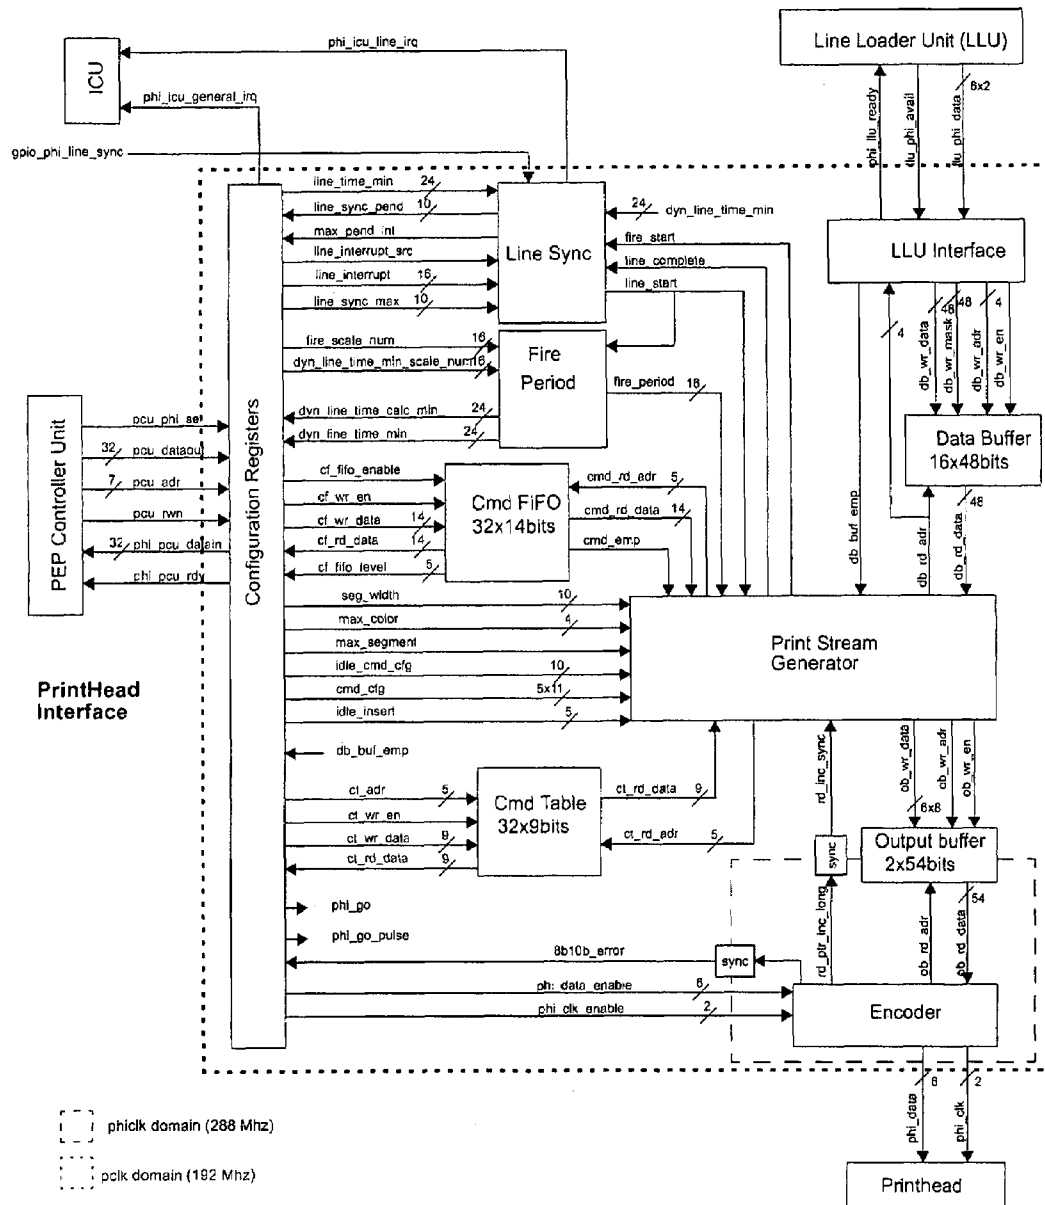 Line Loader Unit (LLU)
phi_icu_line_irq
ICU
phi_icu_general_irq
6x2
phi_llu_ready
llu_phi_avail
llu_phi_data
gpio_phi_line_sync
line_time_min
24
line_sync_pend
10
max_pend_int
line_interrupt_src
line_interrupt
16
line_sync_max
10
Line Sync
24
dyn_line_time_min
fire_start
line_complete
line_start
LLU Interface
4
48
48
4
db_wr_data
db_wr_mask
db_wr_adr
db_wr_en
fire_scale_num
16
dyn_line_time_min_scale_num
16
dyn_line_time_calc_min
24
dyn_line_time_min
24
Fire
Period
fire_period
16
Data Buffer
16x48bits
48
PEP Controller Unit
pcu_phi_sel
32
pcu_dataout
7
pcu_adr
pcu_rwn
32
phi_pcu_datain
phi_pcu_rdy
Configuration Registers
cf_fifo_enable
cf_wr_en
cf_wr_data
14
cf_rd_data
14
cf_fifo_level
5
Cmd FiFO
32x14bits
cmd_rd_adr
5
cmd_rd_data
14
cmd_emp
db_buf_emp
db_rd_adr
db_rd_data
seg_width
10
max_color
4
max_segment
idle_cmd_cfg
10
cmd_cfg
5x11
idle_insert
5
Print Stream
Generator
PrintHead
Interface
db_buf_emp
ct_adr
5
ct_wr_en
ct_wr_data
9
ct_rd_data
9
Cmd Table
32x9bits
ct_rd_data
9
ct_rd_adr
5
rd_inc_sync
ob_wr_data
ob_wr_adr
ob_wr_en
6x8
sync
Output buffer
2x54bits
54
rd_ptr_inc_long
ob_rd_adr
ob_rd_data
phi_go
phi_go_pulse
8b10b_error
sync
phi_data_enable
6
phi_clk_enable
2
Encoder
6
2
phi_data
phi_clk
phiclk domain (288 Mhz)
pclk domain (192 Mhz)
Printhead